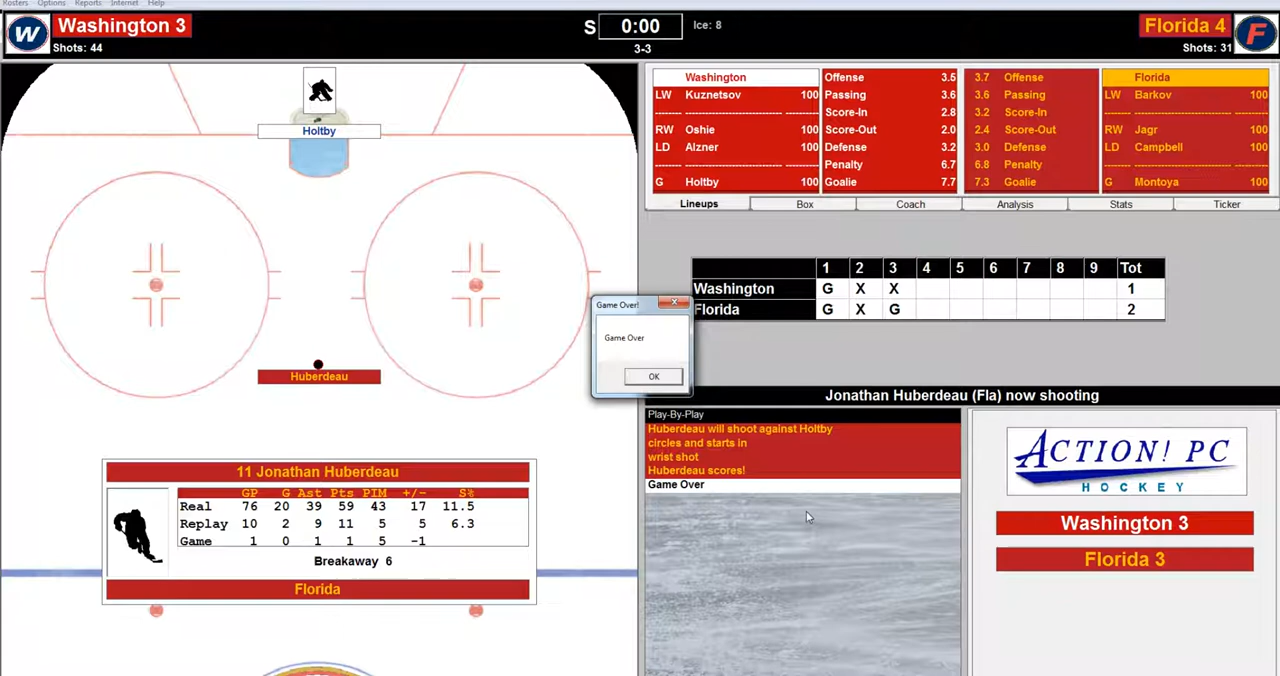 Rosters Options Reports Internet Help
W Washington 3
Shots: 44
S 0:00 Ice: 8
3-3
Florida 4 F
Shots: 31
Holtby
Huberdeau
11 Jonathan Huberdeau
GP G Ast Pts PIM +/- S%
Real 76 20 39 59 43 17 11.5
Replay 10 2 9 11 5 5 6.3
Game 1 0 1 1 5 -1
Breakaway 6
Florida
Washington Offense 3.5 3.7 Offense Florida
LW Kuznetsov 100 Passing 3.6 3.6 Passing LW Barkov 100
Score-In 2.8 3.2 Score-In
RW Oshie 100 Score-Out 2.0 2.4 Score-Out RW Jagr 100
LD Alzner 100 Defense 3.2 3.0 Defense LD Campbell 100
Penalty 6.7 6.8 Penalty
G Holtby 100 Goalie 7.7 7.3 Goalie G Montoya 100
Lineups Box Coach Analysis Stats Ticker
1 2 3 4 5 6 7 8 9 Tot
Washington G X X 1
Florida G X G 2
Game Over!
Game Over
OK
Jonathan Huberdeau (Fla) now shooting
Play-By-Play
Huberdeau will shoot against Holtby
circles and starts in
wrist shot
Huberdeau scores!
Game Over
ACTION! PC
HOCKEY
Washington 3
Florida 3